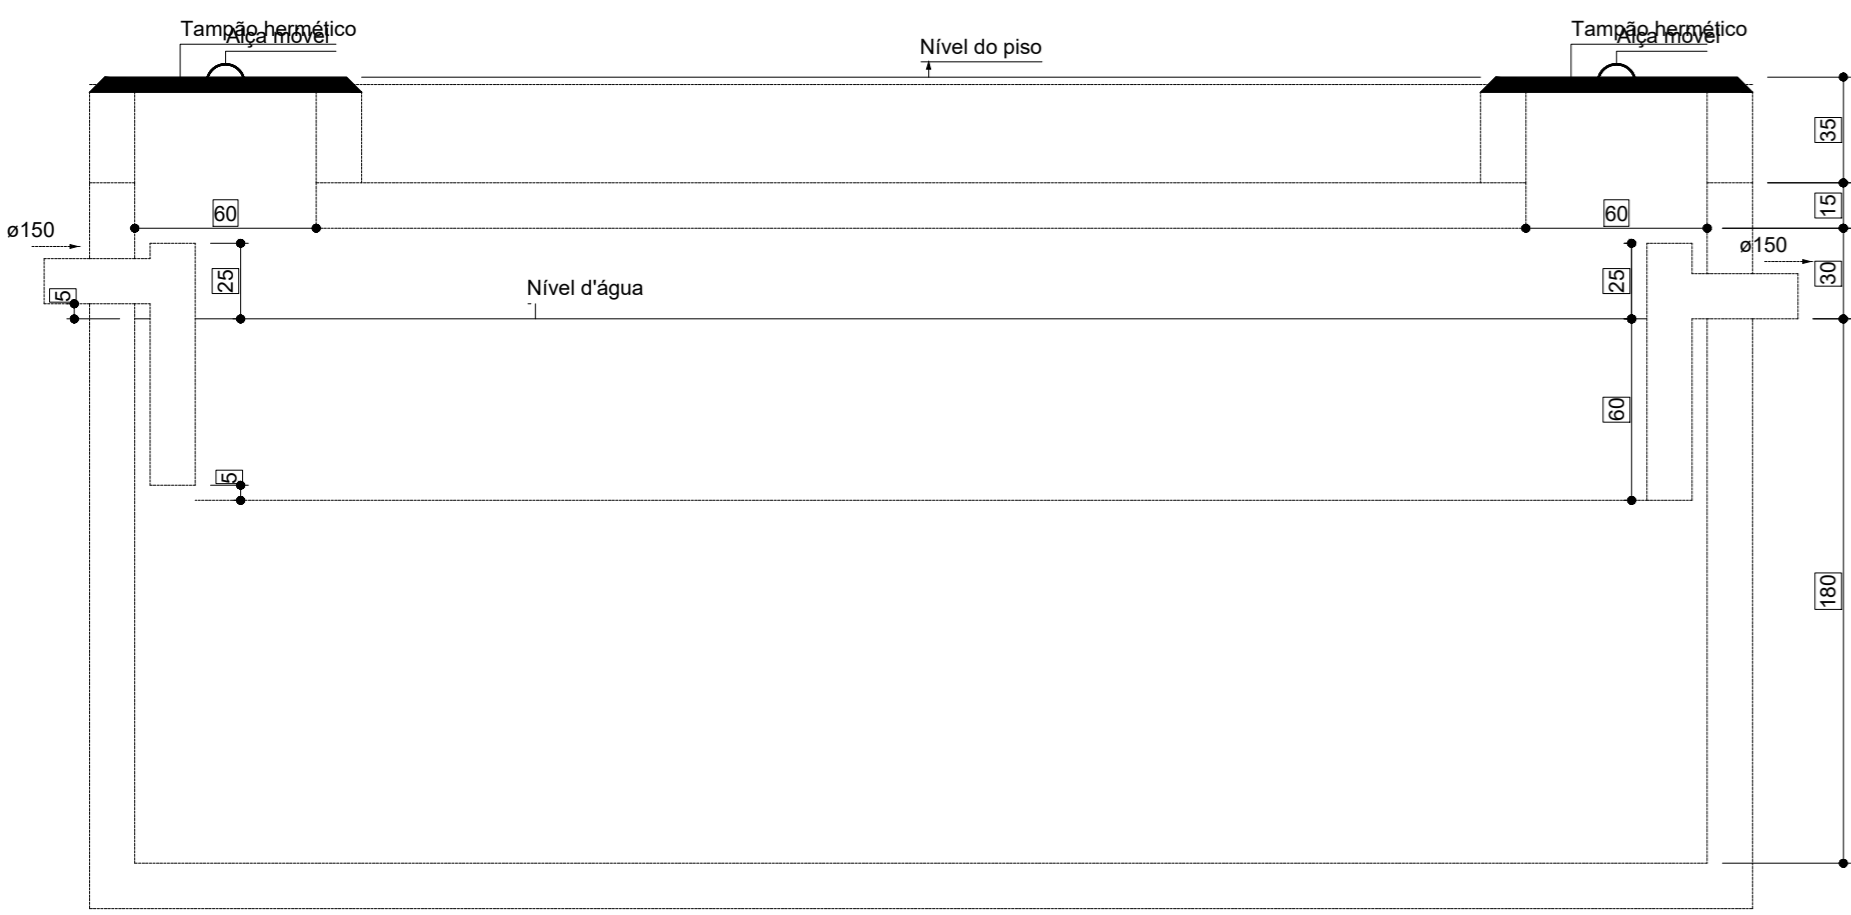 Tampão hermético
Alça móvel
Nível do piso
Tampão hermético
Alça móvel
35
60
60
15
ø150
ø150
25
25
30
5
Nível d'água
60
5
180